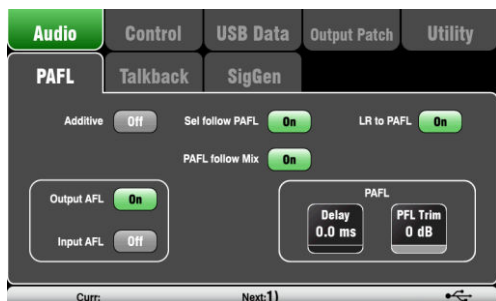 Audio Control USB Data Output Patch Utility
PAFL Talkback SigGen
Additive Off Sel follow PAFL On LR to PAFL On
PAFL follow Mix On
Output AFL On
Input AFL Off
PAFL
Delay
0.0 ms
PFL Trim
0 dB
Curr: Next:1)